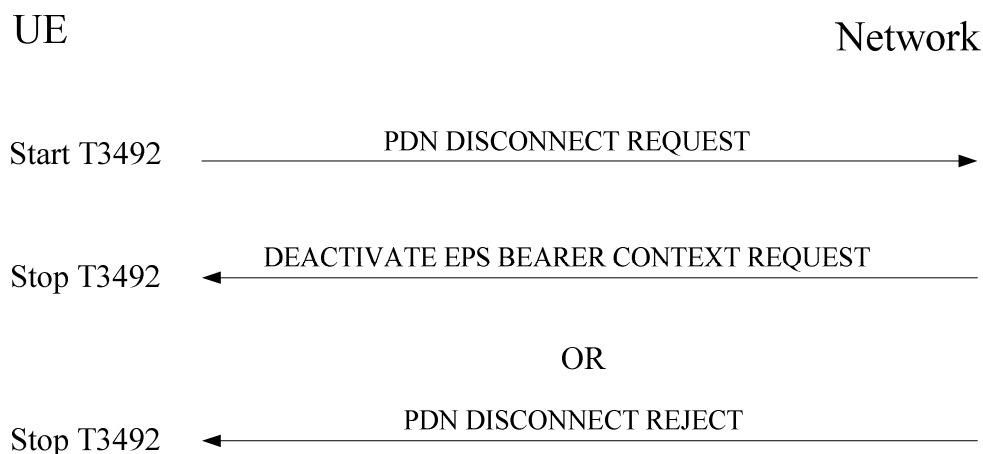 UE
Network
Start T3492
PDN DISCONNECT REQUEST
DEACTIVATE EPS BEARER CONTEXT REQUEST
Stop T3492
OR
PDN DISCONNECT REJECT
Stop T3492